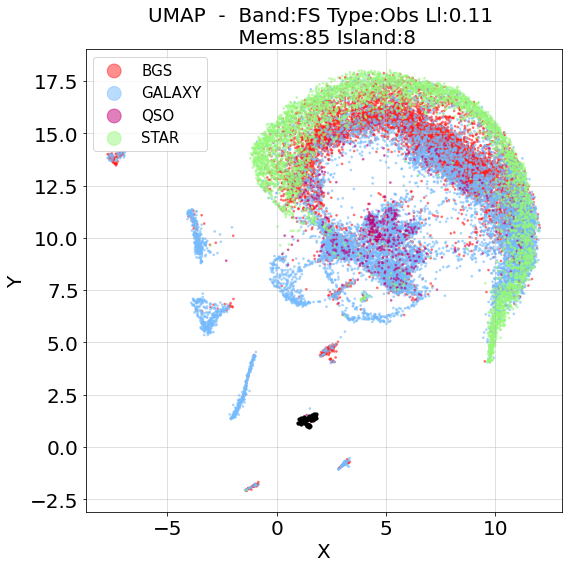 UMAP  -  Band:FS Type:Obs Ll:0.11
Mems:85 Island:8
BGS
GALAXY
QSO
STAR
17.5
15.0
12.5
10.0
7.5
5.0
2.5
0.0
−2.5
Y
−5
0
5
10
X